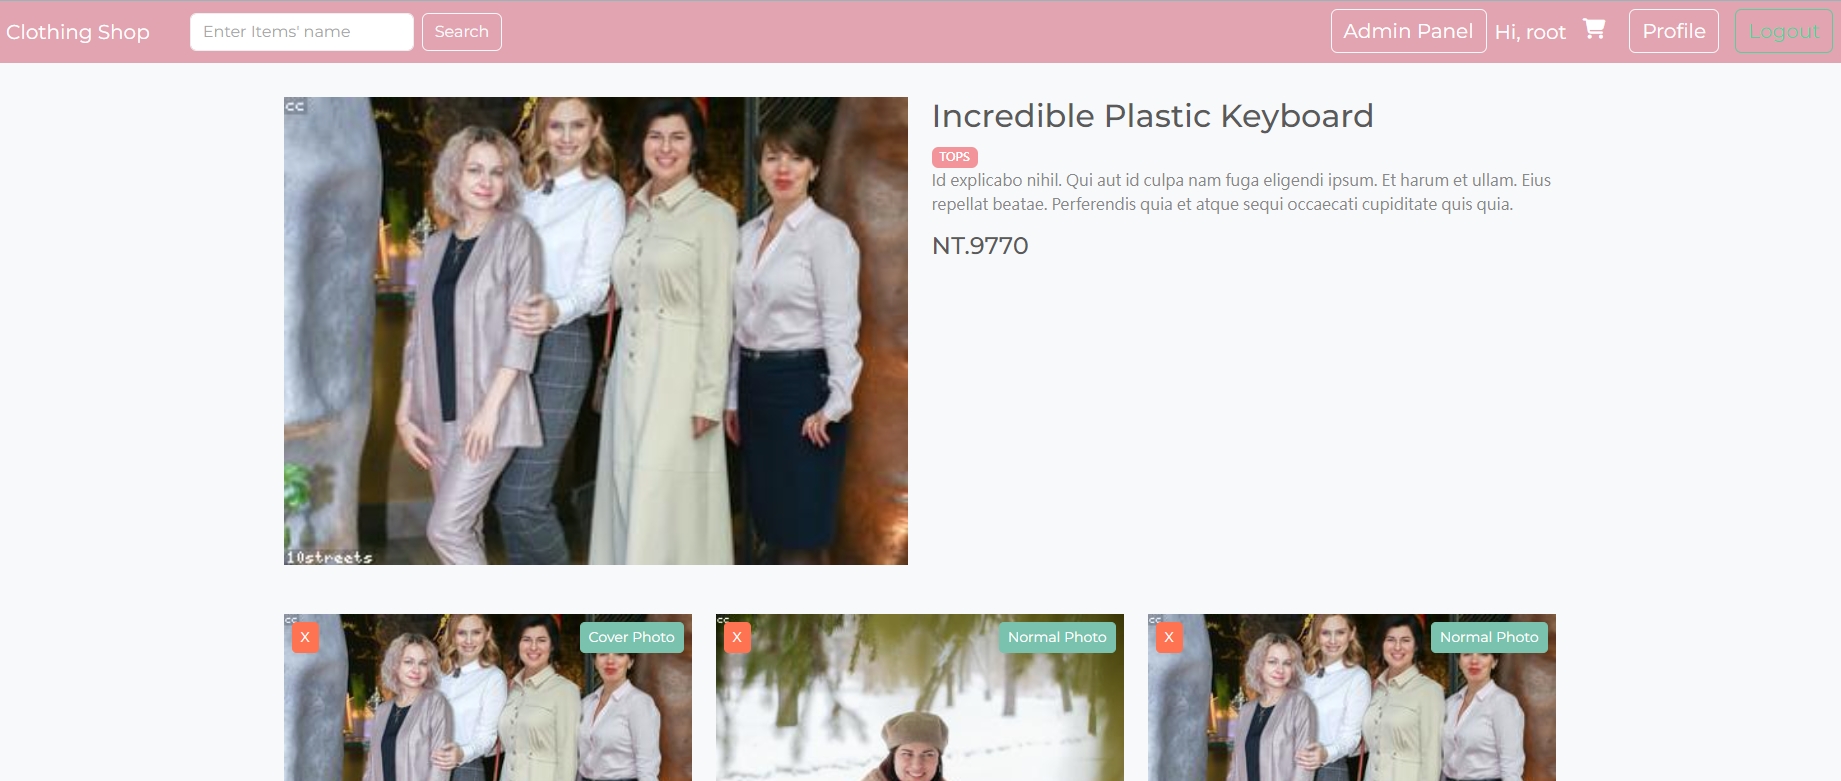 Clothing Shop
Enter Items' name
Search
Admin Panel
Hi, root
Profile
Logout
cc
10streets
Incredible Plastic Keyboard
TOPS
Id explicabo nihil. Qui aut id culpa nam fuga eligendi ipsum. Et harum et ullam. Eius
repellat beatae. Perferendis quia et atque sequi occaecati cupiditate quis quia.
NT.9770
cc
X
Cover Photo
cc
X
Normal Photo
cc
X
Normal Photo